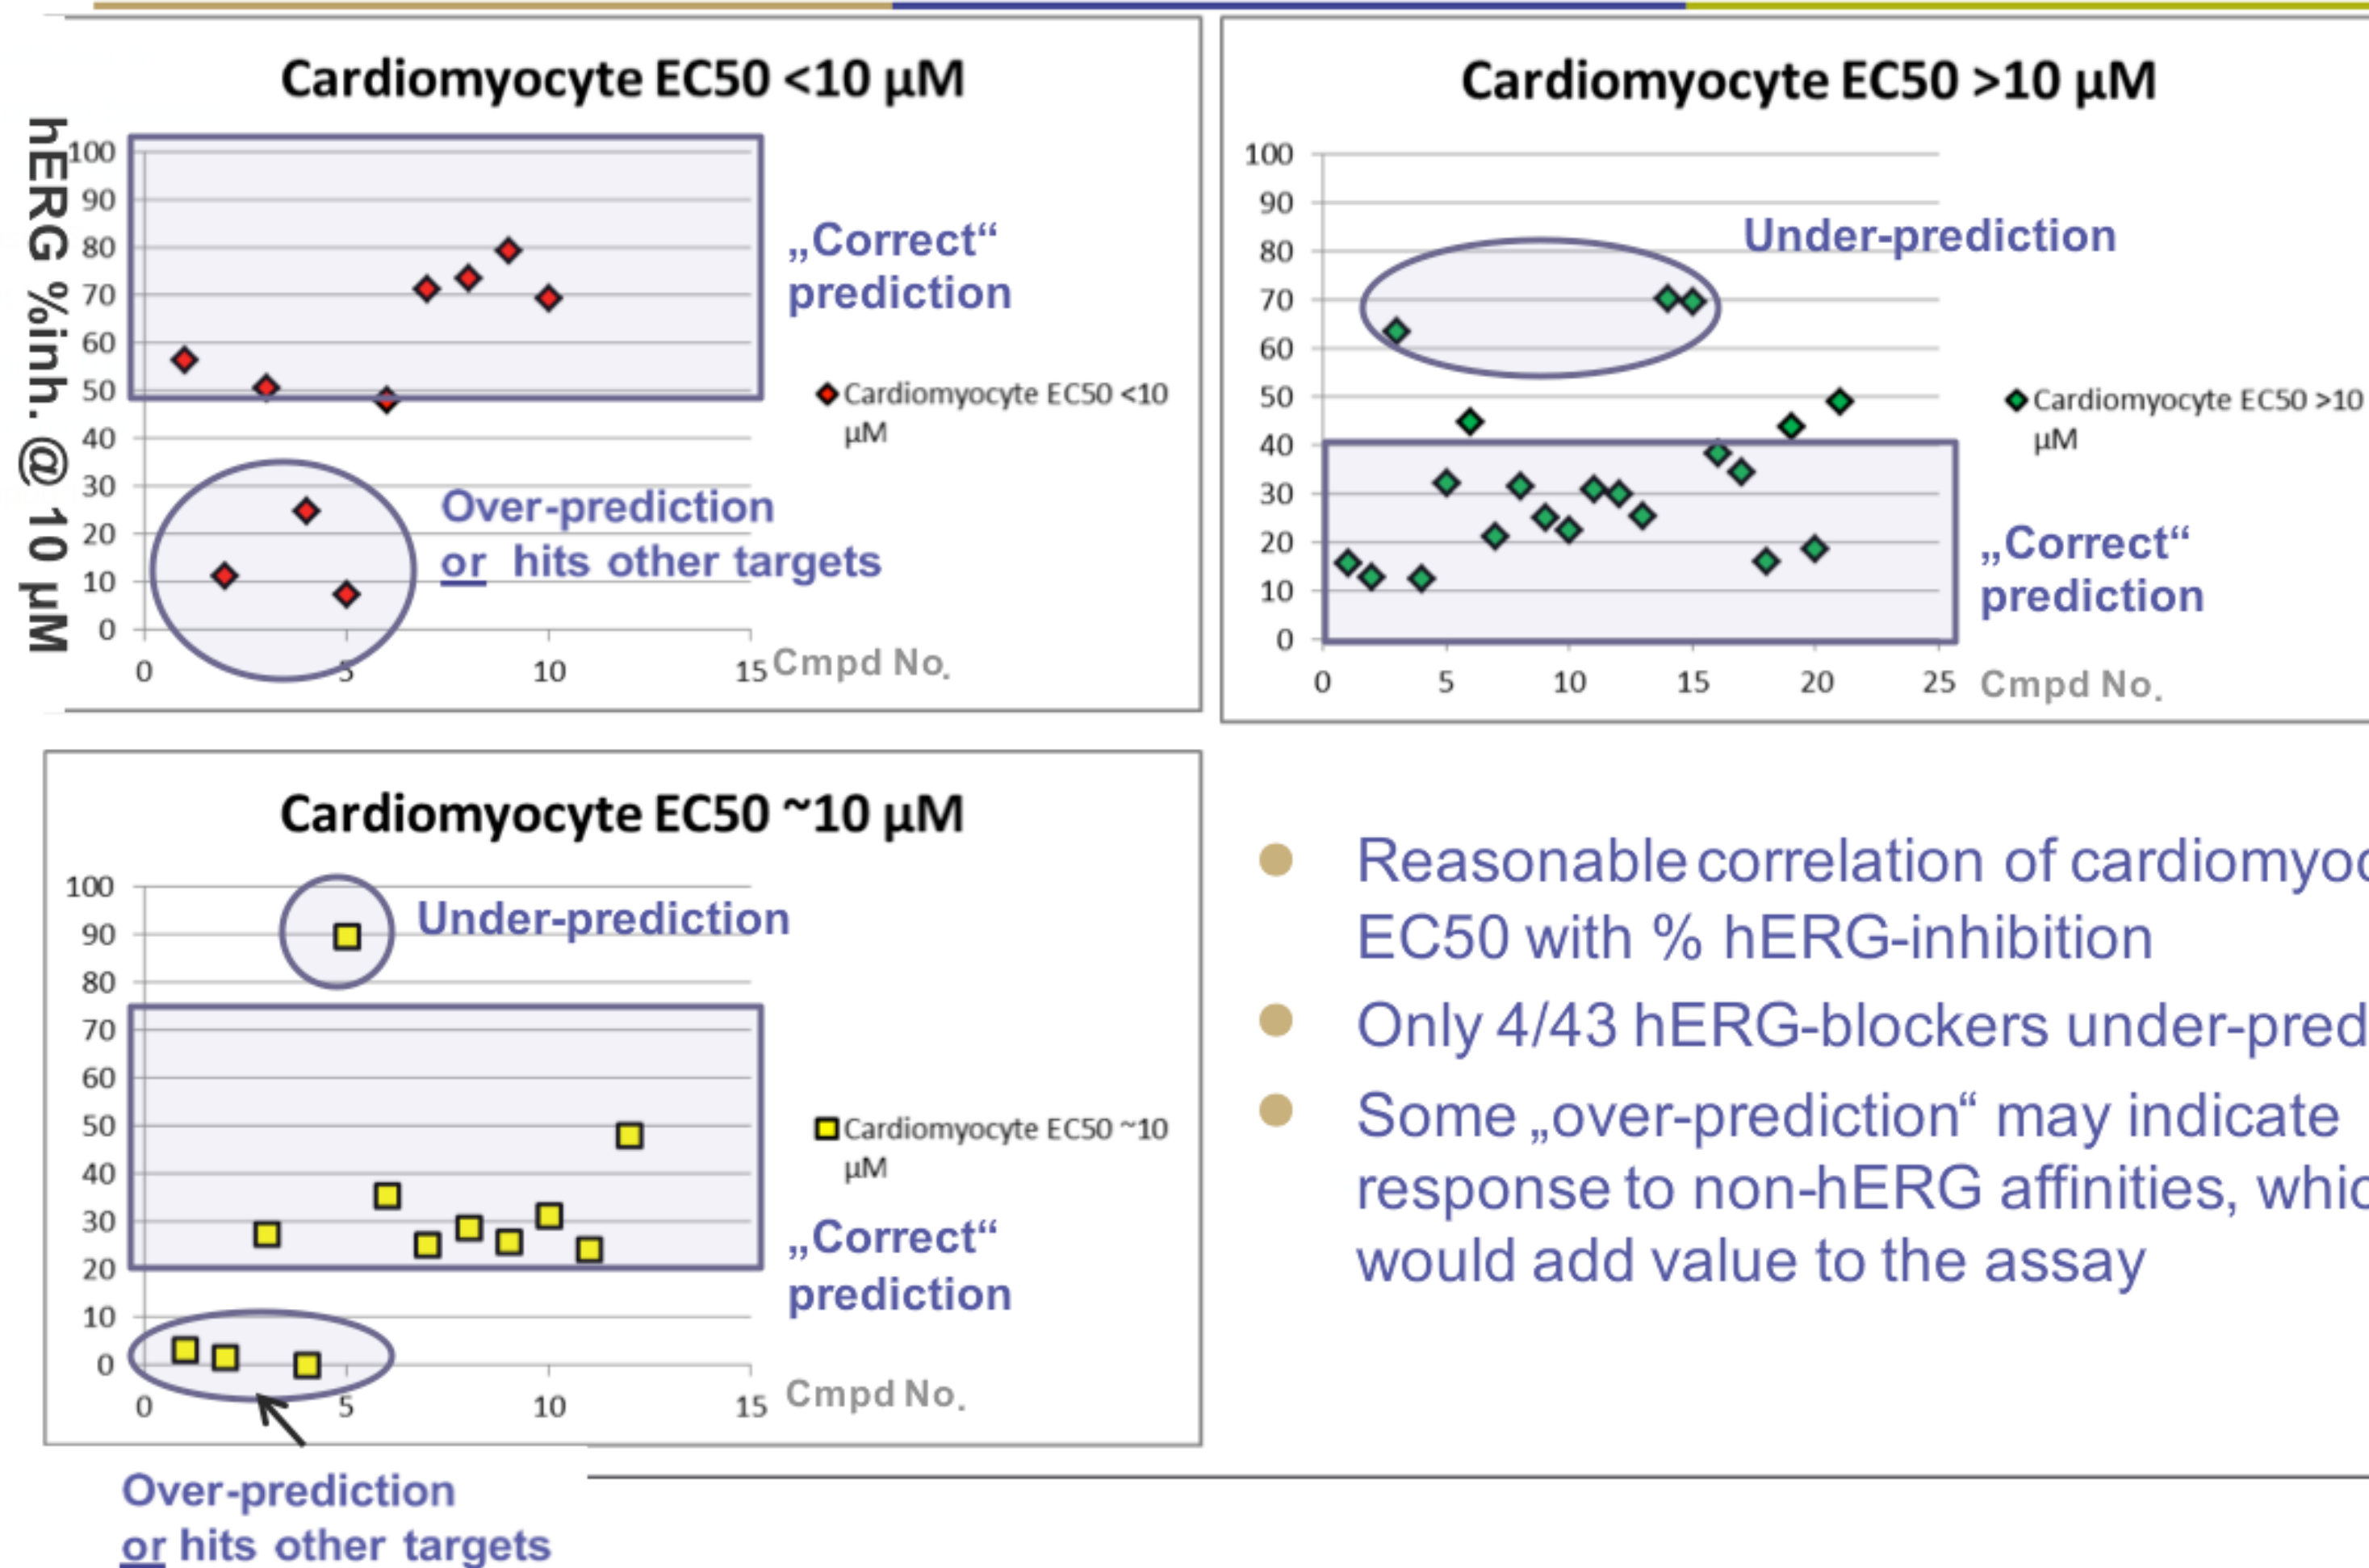 Cardiomyocyte EC50 <10 µM
hERG %inh. @ 10 µM
100
90
80
70
60
50
40
30
20
10
0
0
5
10
15
Cmpd No.
„Correct“
prediction
Cardiomyocyte EC50 <10
µM
Over-prediction
or hits other targets
Cardiomyocyte EC50 >10 µM
100
90
80
70
60
50
40
30
20
10
0
0
5
10
15
20
25
Cmpd No.
Under-prediction
Cardiomyocyte EC50 >10
µM
„Correct“
prediction
Cardiomyocyte EC50 ~10 µM
100
90
80
70
60
50
40
30
20
10
0
0
5
10
15
Cmpd No.
Under-prediction
Cardiomyocyte EC50 ~10
µM
„Correct“
prediction
Over-prediction
or hits other targets
Reasonable correlation of
EC50 with % hERG-inhibition
Only 4/43 hERG-blockers
Some „over-prediction“ may indicate
response to non-hERG affinities,
would add value to the assay